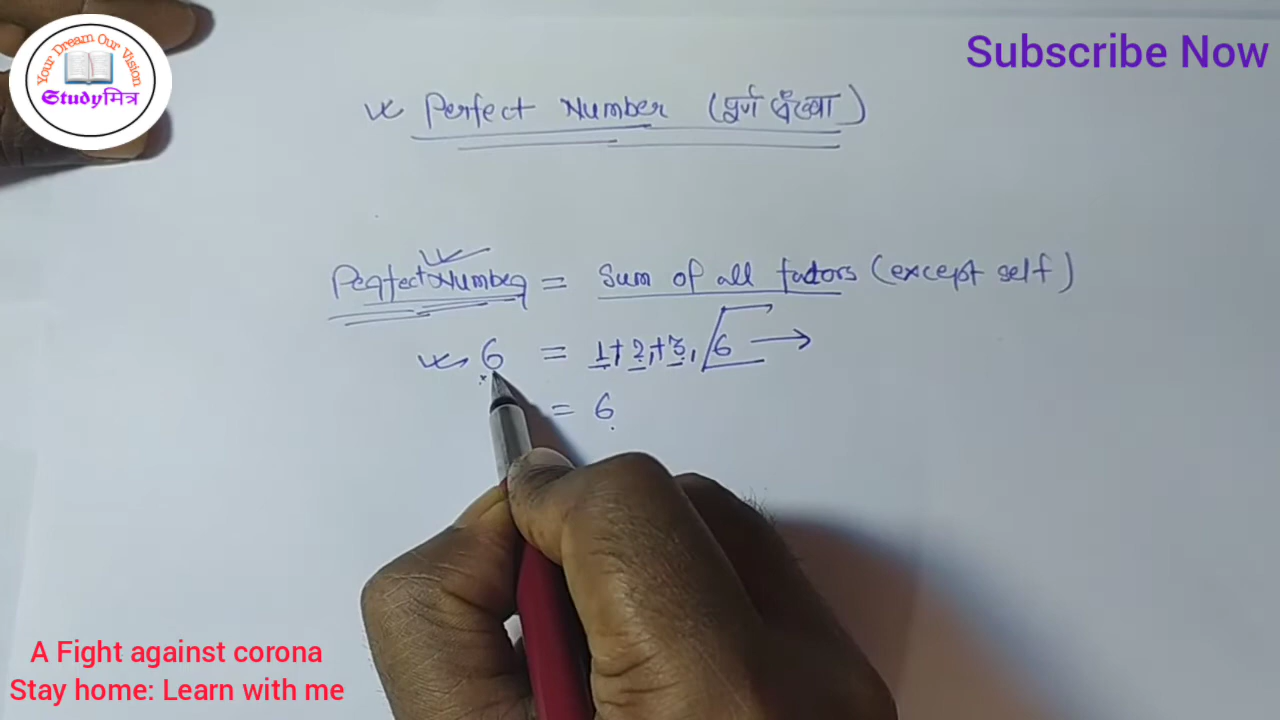 Your Dream Our Vision
Studyमित्र
Subscribe Now
Perfect Number (पूर्ण संख्या)
Perfect Number = Sum of all factors (except self)
6 = 1+2,+3, 6 →
= 6
A Fight against corona
Stay home: Learn with me